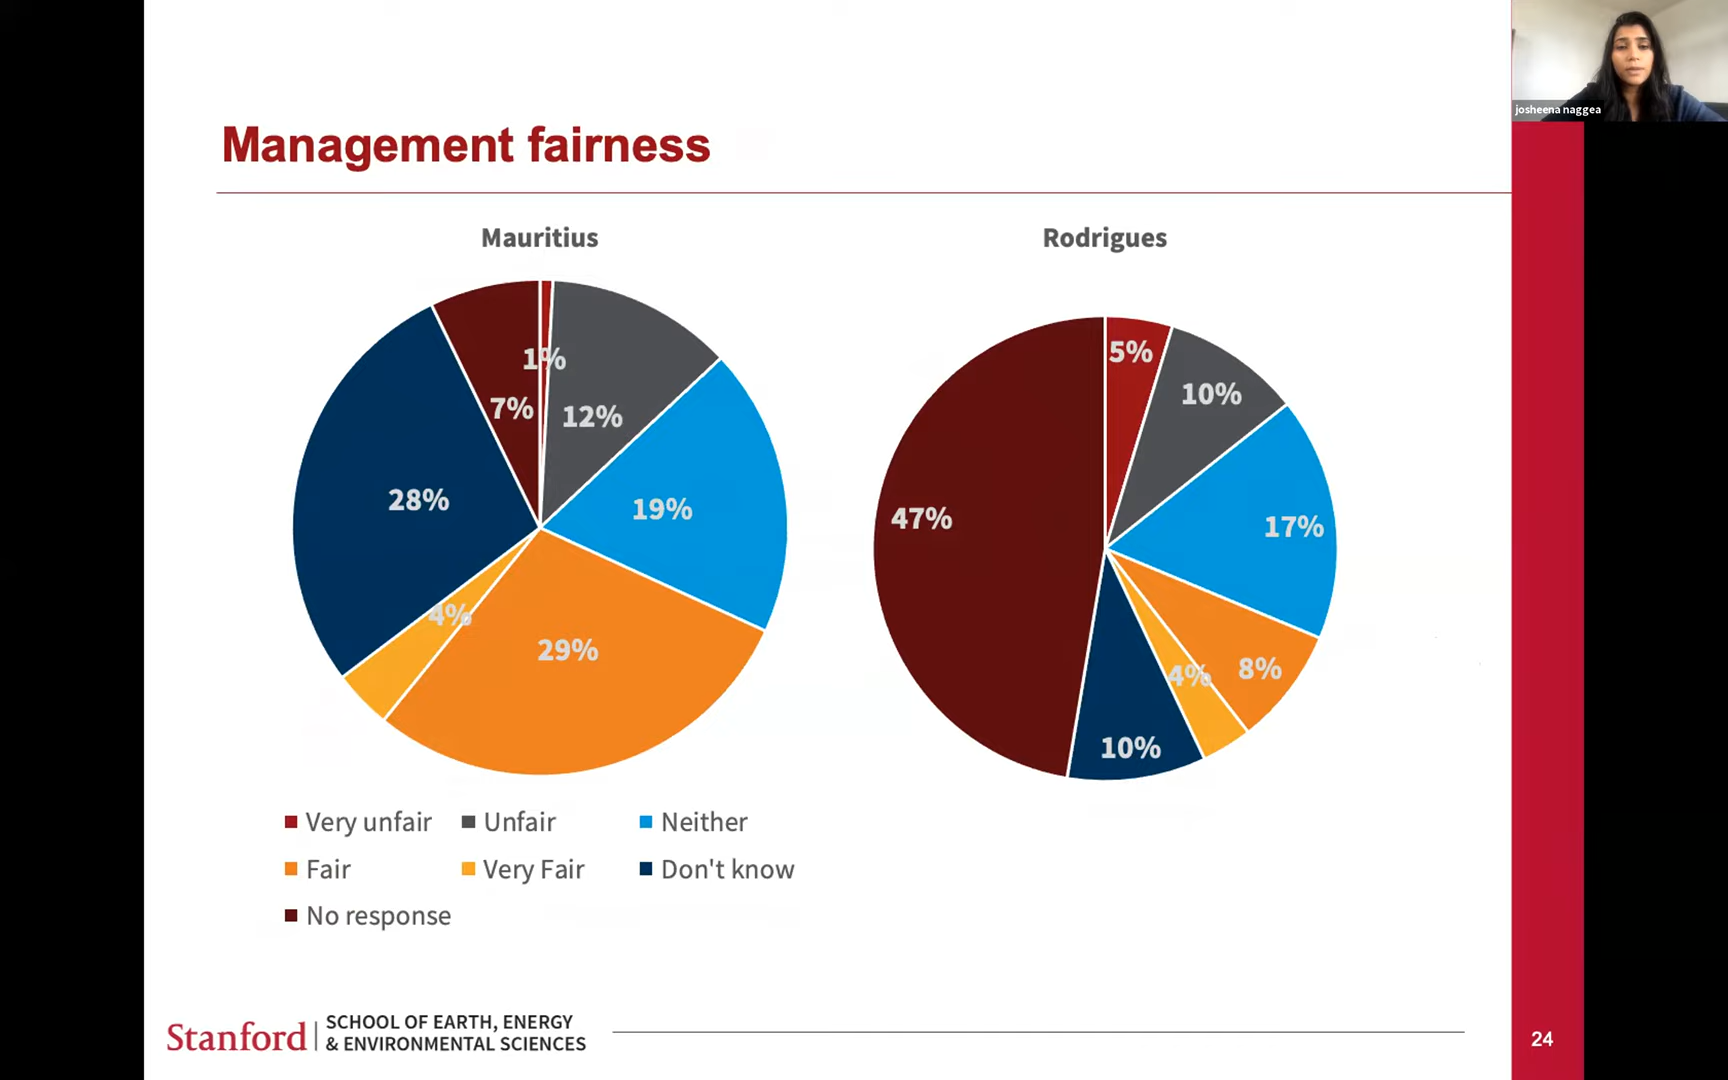 josheena naggea
Management fairness
Mauritius
1%
7%
12%
28%
19%
4%
29%
Rodrigues
5%
10%
47%
17%
4%
8%
10%
Very unfair
Unfair
Neither
Fair
Very Fair
Don't know
No response
Stanford
SCHOOL OF EARTH, ENERGY
& ENVIRONMENTAL SCIENCES
24